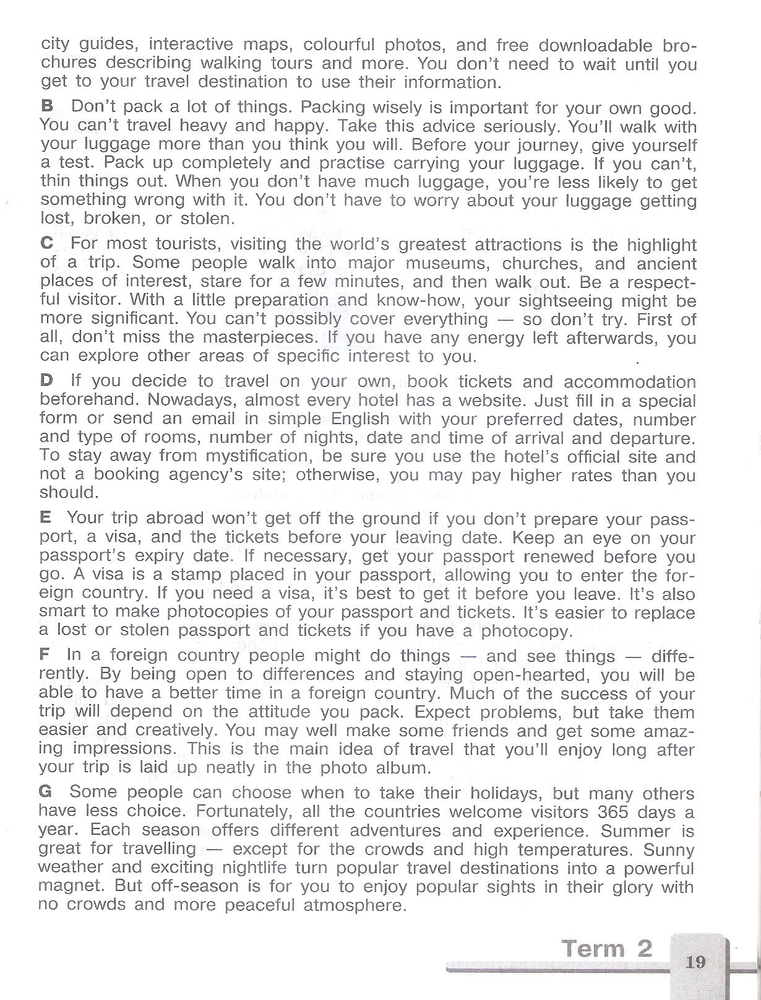 city guides, interactive maps, colourful photos, and free downloadable bro-
chures describing walking tours and more. You don't need to wait until you
get to your travel destination to use their information.
B Don't pack a lot of things. Packing wisely is important for your own good.
You can't travel heavy and happy. Take this advice seriously. You'll walk with
your luggage more than you think you will. Before your journey, give yourself
a test. Pack up completely and practise carrying your luggage. If you can't,
thin things out. When you don't have much luggage, you're less likely to get
something wrong with it. You don't have to worry about your luggage getting
lost, broken, or stolen.
C For most tourists, visiting the world's greatest attractions is the highlight
of a trip. Some people walk into major museums, churches, and ancient
places of interest, stare for a few minutes, and then walk out. Be a respect-
ful visitor. With a little preparation and know-how, your sightseeing might be
more significant. You can't possibly cover everything — so don't try. First of
all, don't miss the masterpieces. If you have any energy left afterwards, you
can explore other areas of specific interest to you.
D If you decide to travel on your own, book tickets and accommodation
beforehand. Nowadays, almost every hotel has a website. Just fill in a special
form or send an email in simple English with your preferred dates, number
and type of rooms, number of nights, date and time of arrival and departure.
To stay away from mystification, be sure you use the hotel's official site and
not a booking agency's site; otherwise, you may pay higher rates than you
should.
E Your trip abroad won't get off the ground if you don't prepare your pass-
port, a visa, and the tickets before your leaving date. Keep an eye on your
passport's expiry date. If necessary, get your passport renewed before you
go. A visa is a stamp placed in your passport, allowing you to enter the for-
eign country. If you need a visa, it's best to get it before you leave. It's also
smart to make photocopies of your passport and tickets. It's easier to replace
a lost or stolen passport and tickets if you have a photocopy.
F In a foreign country people might do things — and see things — diffe-
rently. By being open to differences and staying open-hearted, you will be
able to have a better time in a foreign country. Much of the success of your
trip will depend on the attitude you pack. Expect problems, but take them
easier and creatively. You may well make some friends and get some amaz-
ing impressions. This is the main idea of travel that you'll enjoy long after
your trip is laid up neatly in the photo album.
G Some people can choose when to take their holidays, but many others
have less choice. Fortunately, all the countries welcome visitors 365 days a
year. Each season offers different adventures and experience. Summer is
great for travelling — except for the crowds and high temperatures. Sunny
weather and exciting nightlife turn popular travel destinations into a powerful
magnet. But off-season is for you to enjoy popular sights in their glory with
no crowds and more peaceful atmosphere.
Term 2
19